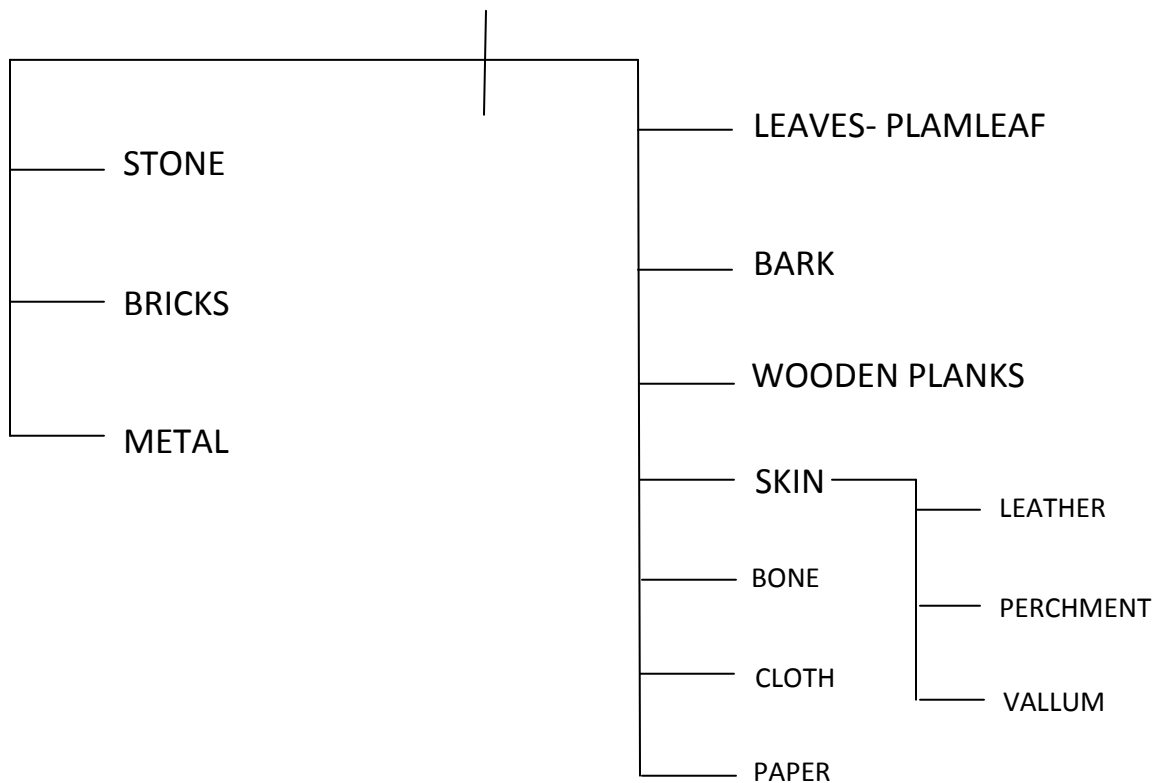 STONE
BRICKS
METAL
LEAVES- PLAMLEAF
BARK
WOODEN PLANKS
SKIN
LEATHER
PERCHMENT
VALLUM
BONE
CLOTH
PAPER